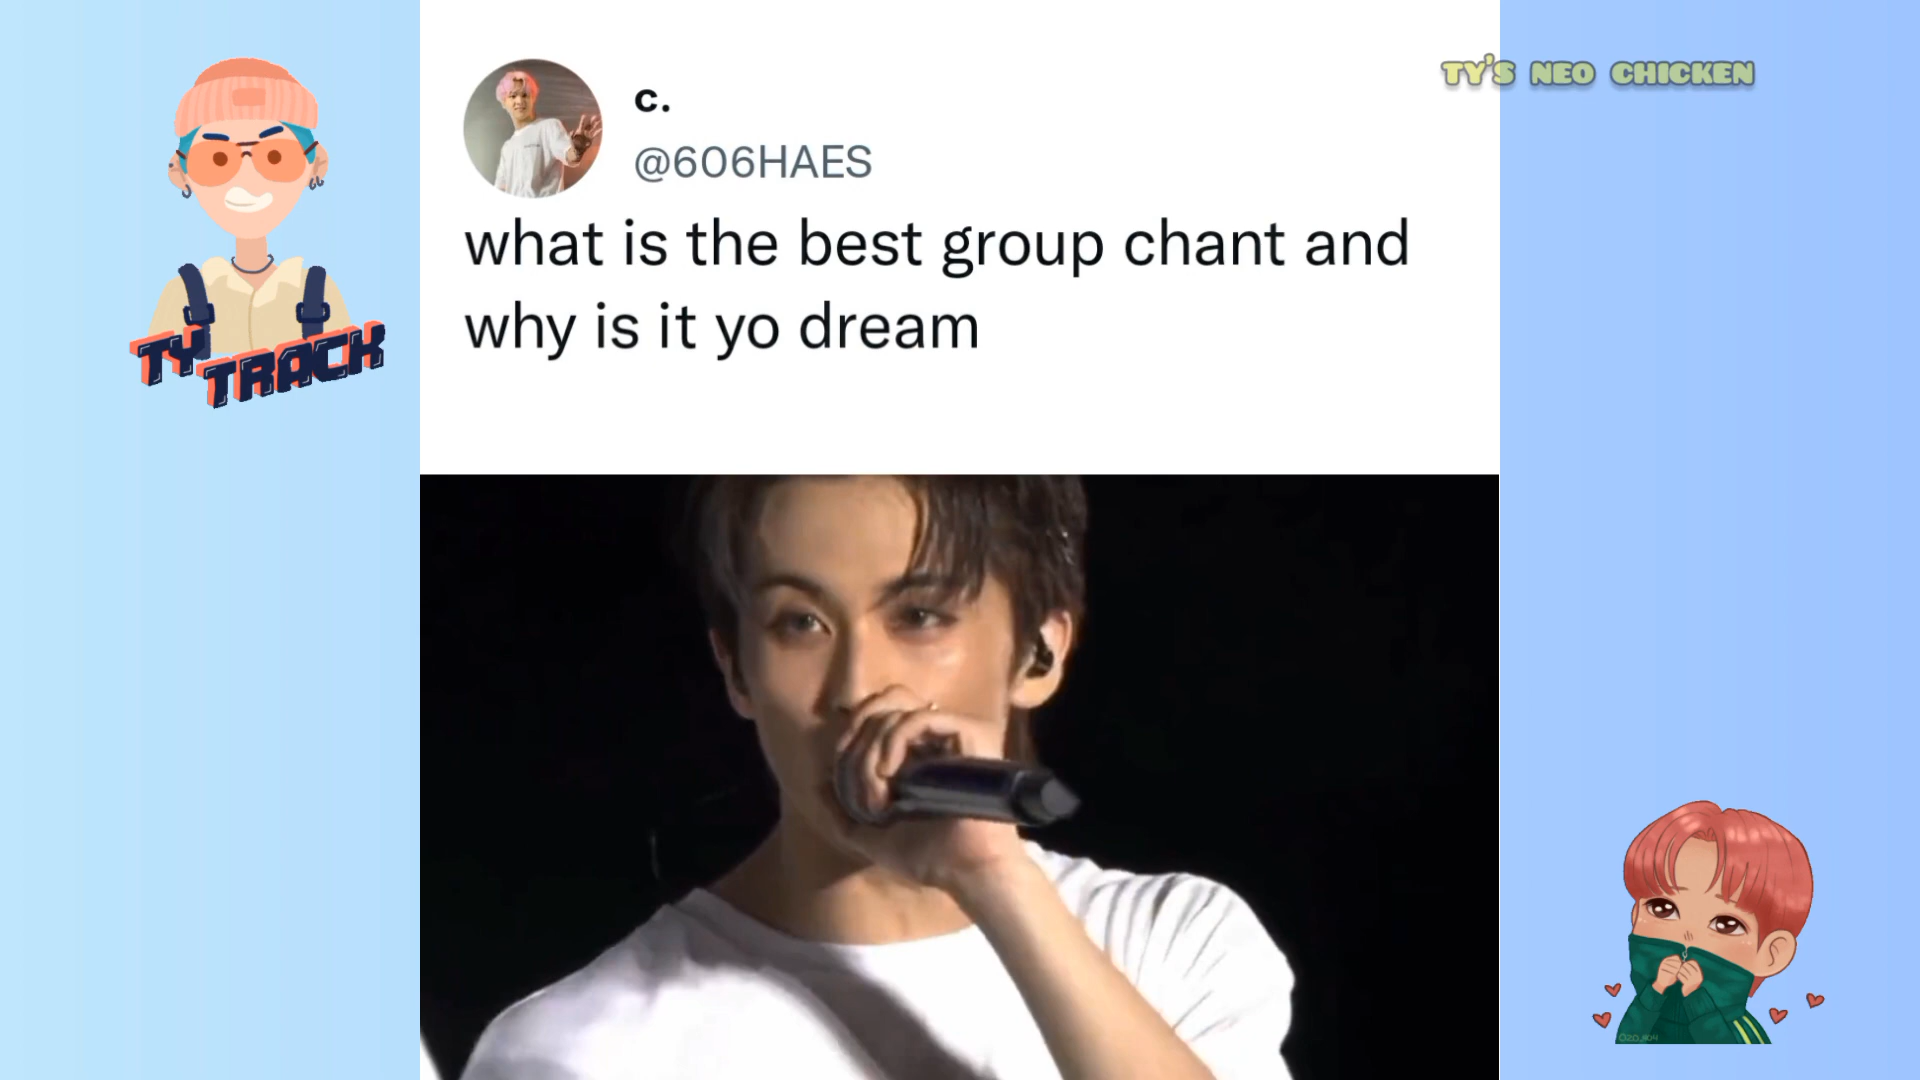 TY'S NEO CHICKEN
c.
@606HAES
what is the best group chant and
why is it yo dream
TY
TRACK